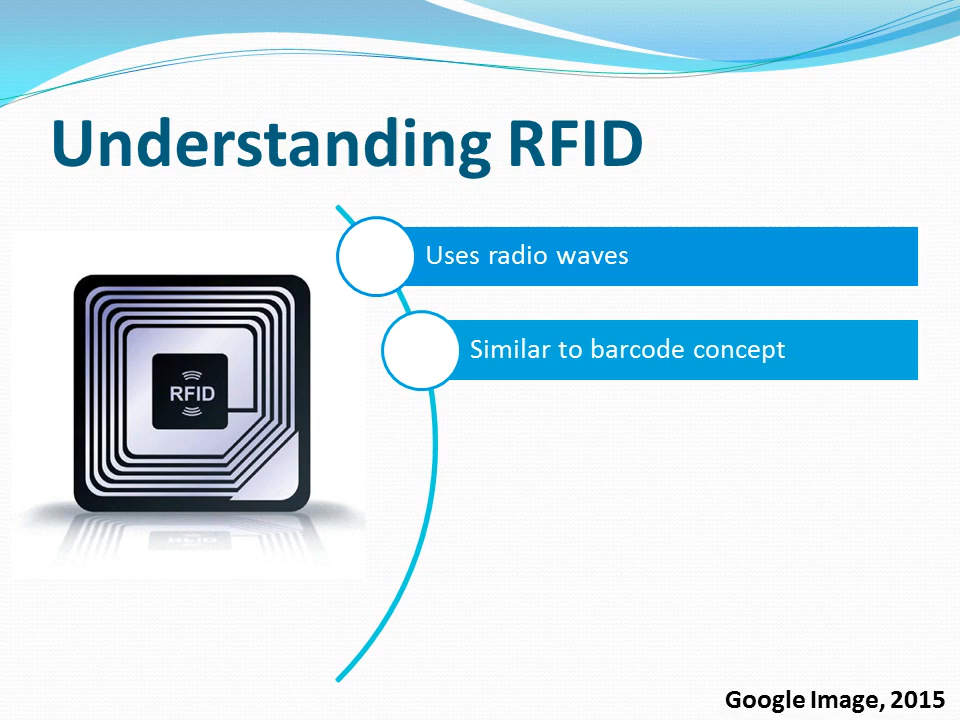 Understanding RFID
Uses radio waves
Similar to barcode concept
RFID
Google Image, 2015